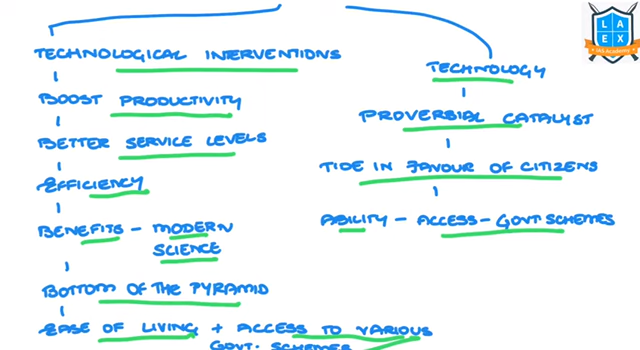 TECHNOLOGICAL INTERVENTIONS
BOOST PRODUCTIVITY
BETTER SERVICE LEVELS
EFFICIENCY
BENEFITS - MODERN
SCIENCE
BOTTOM OF THE PYRAMID
EASE OF LIVING + ACCESS TO VARIOUS
GOVT. SCHEMES
TECHNOLOGY
PROVERBIAL CATALYST
TIDE IN FAVOUR OF CITIZENS
ABILITY - ACCESS - GOVT SCHEMES
L A
E X
IAS Academy